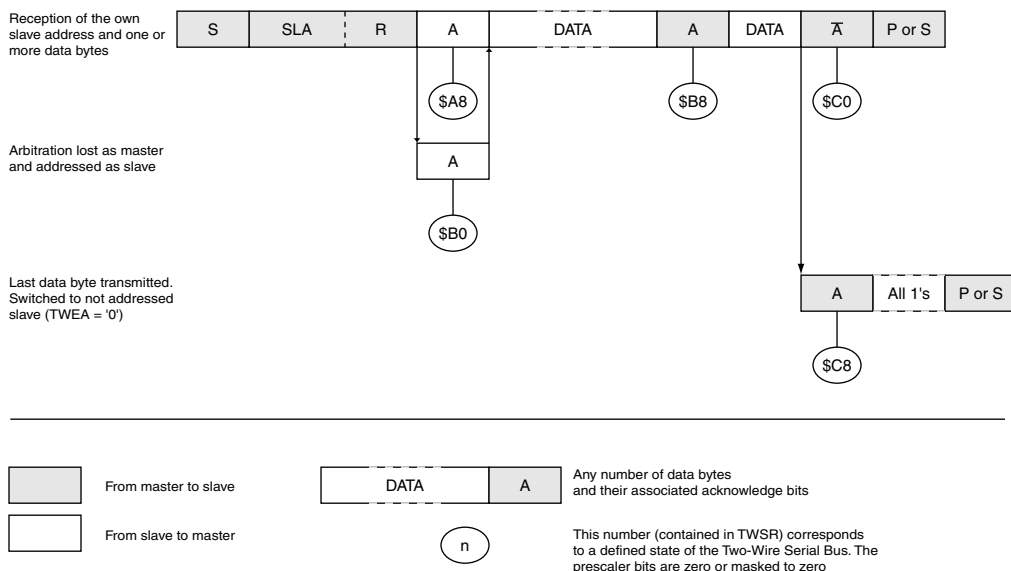 Reception of the own
slave address and one or
more data bytes
S SLA R A DATA A DATA A̅ P or S
$A8 $B8 $C0
Arbitration lost as master
and addressed as slave
A
$B0
Last data byte transmitted.
Switched to not addressed
slave (TWEA = '0')
A All 1's P or S
$C8
From master to slave
DATA A
Any number of data bytes
and their associated acknowledge bits
From slave to master
n
This number (contained in TWSR) corresponds
to a defined state of the Two-Wire Serial Bus. The
prescaler bits are zero or masked to zero